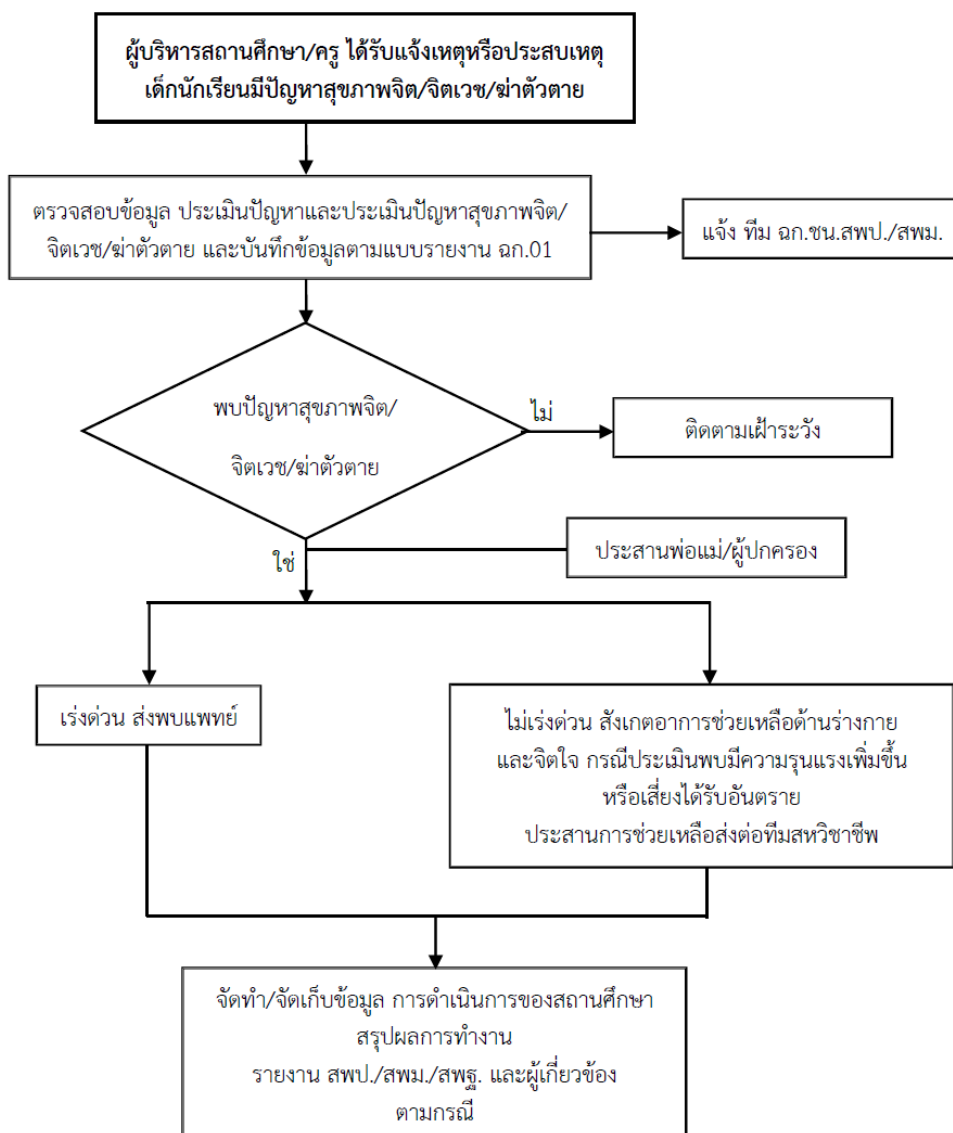 ผู้บริหารสถานศึกษา/ครู ได้รับแจ้งเหตุหรือประสบเหตุ
เด็กนักเรียนมีปัญหาสุขภาพจิต/จิตเวช/ฆ่าตัวตาย
ตรวจสอบข้อมูล ประเมินปัญหาและประเมินปัญหาสุขภาพจิต/
จิตเวช/ฆ่าตัวตาย และบันทึกข้อมูลตามแบบรายงาน ฉก.01
แจ้ง ทีม ฉก.ชน.สพป./สพม.
พบปัญหาสุขภาพจิต/
จิตเวช/ฆ่าตัวตาย
ไม่
ติดตามเฝ้าระวัง
ใช่
ประสานพ่อแม่/ผู้ปกครอง
เร่งด่วน ส่งพบแพทย์
ไม่เร่งด่วน สังเกตอาการช่วยเหลือด้านร่างกาย
และจิตใจ กรณีประเมินพบมีความรุนแรงเพิ่มขึ้น
หรือเสี่ยงได้รับอันตราย
ประสานการช่วยเหลือส่งต่อทีมสหวิชาชีพ
จัดทำ/จัดเก็บข้อมูล การดำเนินการของสถานศึกษา
สรุปผลการทำงาน
รายงาน สพป./สพม./สพฐ. และผู้เกี่ยวข้อง
ตามกรณี